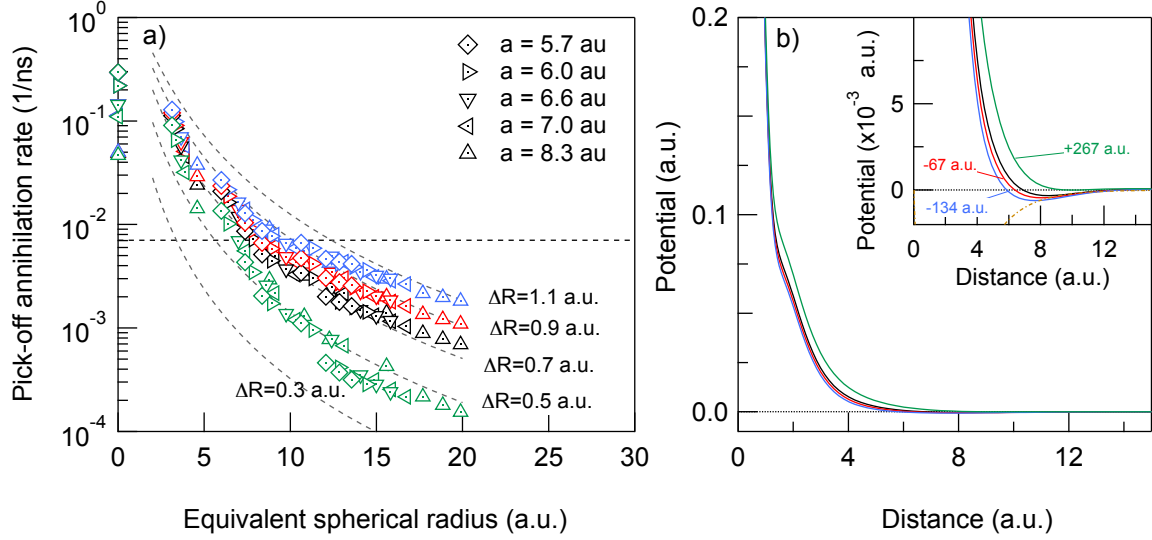 a)
a = 5.7 au
a = 6.0 au
a = 6.6 au
a = 7.0 au
a = 8.3 au
Pick-off annihilation rate (1/ns)
10^0
10^-1
10^-2
10^-3
10^-4
ΔR=1.1 a.u.
ΔR=0.9 a.u.
ΔR=0.7 a.u.
ΔR=0.5 a.u.
ΔR=0.3 a.u.
0 5 10 15 20 25 30
Equivalent spherical radius (a.u.)
b)
Potential (a.u.)
0.2
0.1
0.0
0 4 8 12
Distance (a.u.)
Potential (x10^-3 a.u.)
5
0
+267 a.u.
-67 a.u.
-134 a.u.
0 4 8 12
Distance (a.u.)